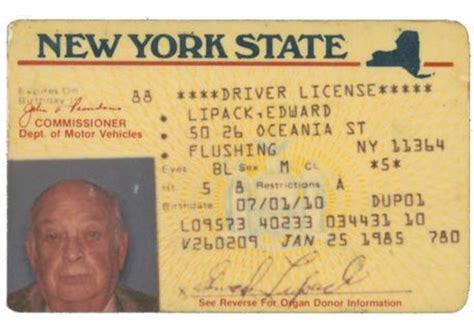 NEW YORK STATE
Expires On
Birthday in 88 ****DRIVER LICENSE*****
LIPACK,EDWARD
COMMISSIONER 50 26 OCEANIA ST
Dept. of Motor Vehicles FLUSHING NY 11364
Eyes BL Sex M CL *5*
Ht 5 8 Restrictions A
Birthdate 07/01/10 DUP01
L09573 40233 034431 10
V260209 JAN 25 1985 780
See Reverse For Organ Donor Information